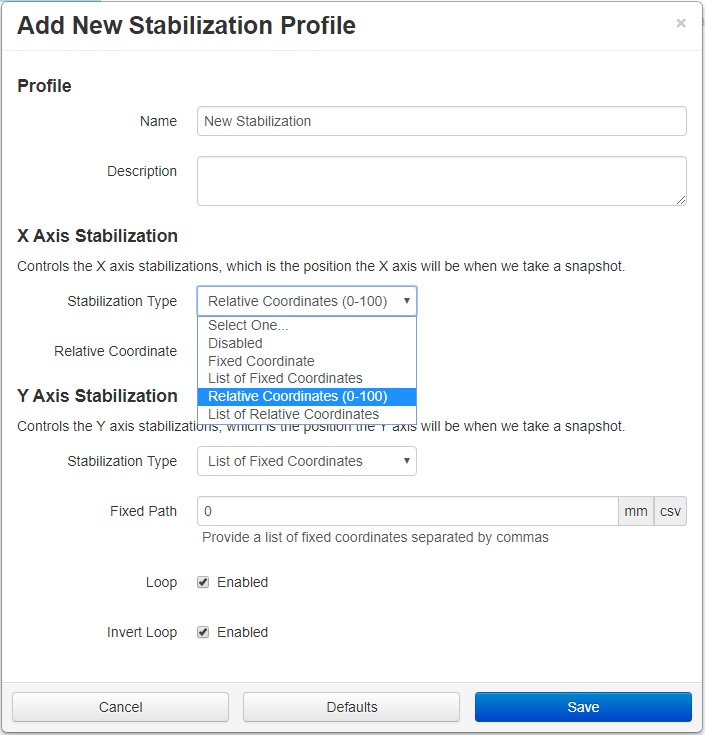 Add New Stabilization Profile ×
Profile
Name New Stabilization
Description
X Axis Stabilization
Controls the X axis stabilizations, which is the position the X axis will be when we take a snapshot.
Stabilization Type Relative Coordinates (0-100)
Select One...
Disabled
Relative Coordinate Fixed Coordinate
List of Fixed Coordinates
Y Axis Stabilization Relative Coordinates (0-100)
List of Relative Coordinates
Controls the Y axis stabilizations, which is the position the Y axis will be when we take a snapshot.
Stabilization Type List of Fixed Coordinates
Fixed Path 0 mm csv
Provide a list of fixed coordinates separated by commas
Loop Enabled
Invert Loop Enabled
Cancel Defaults Save